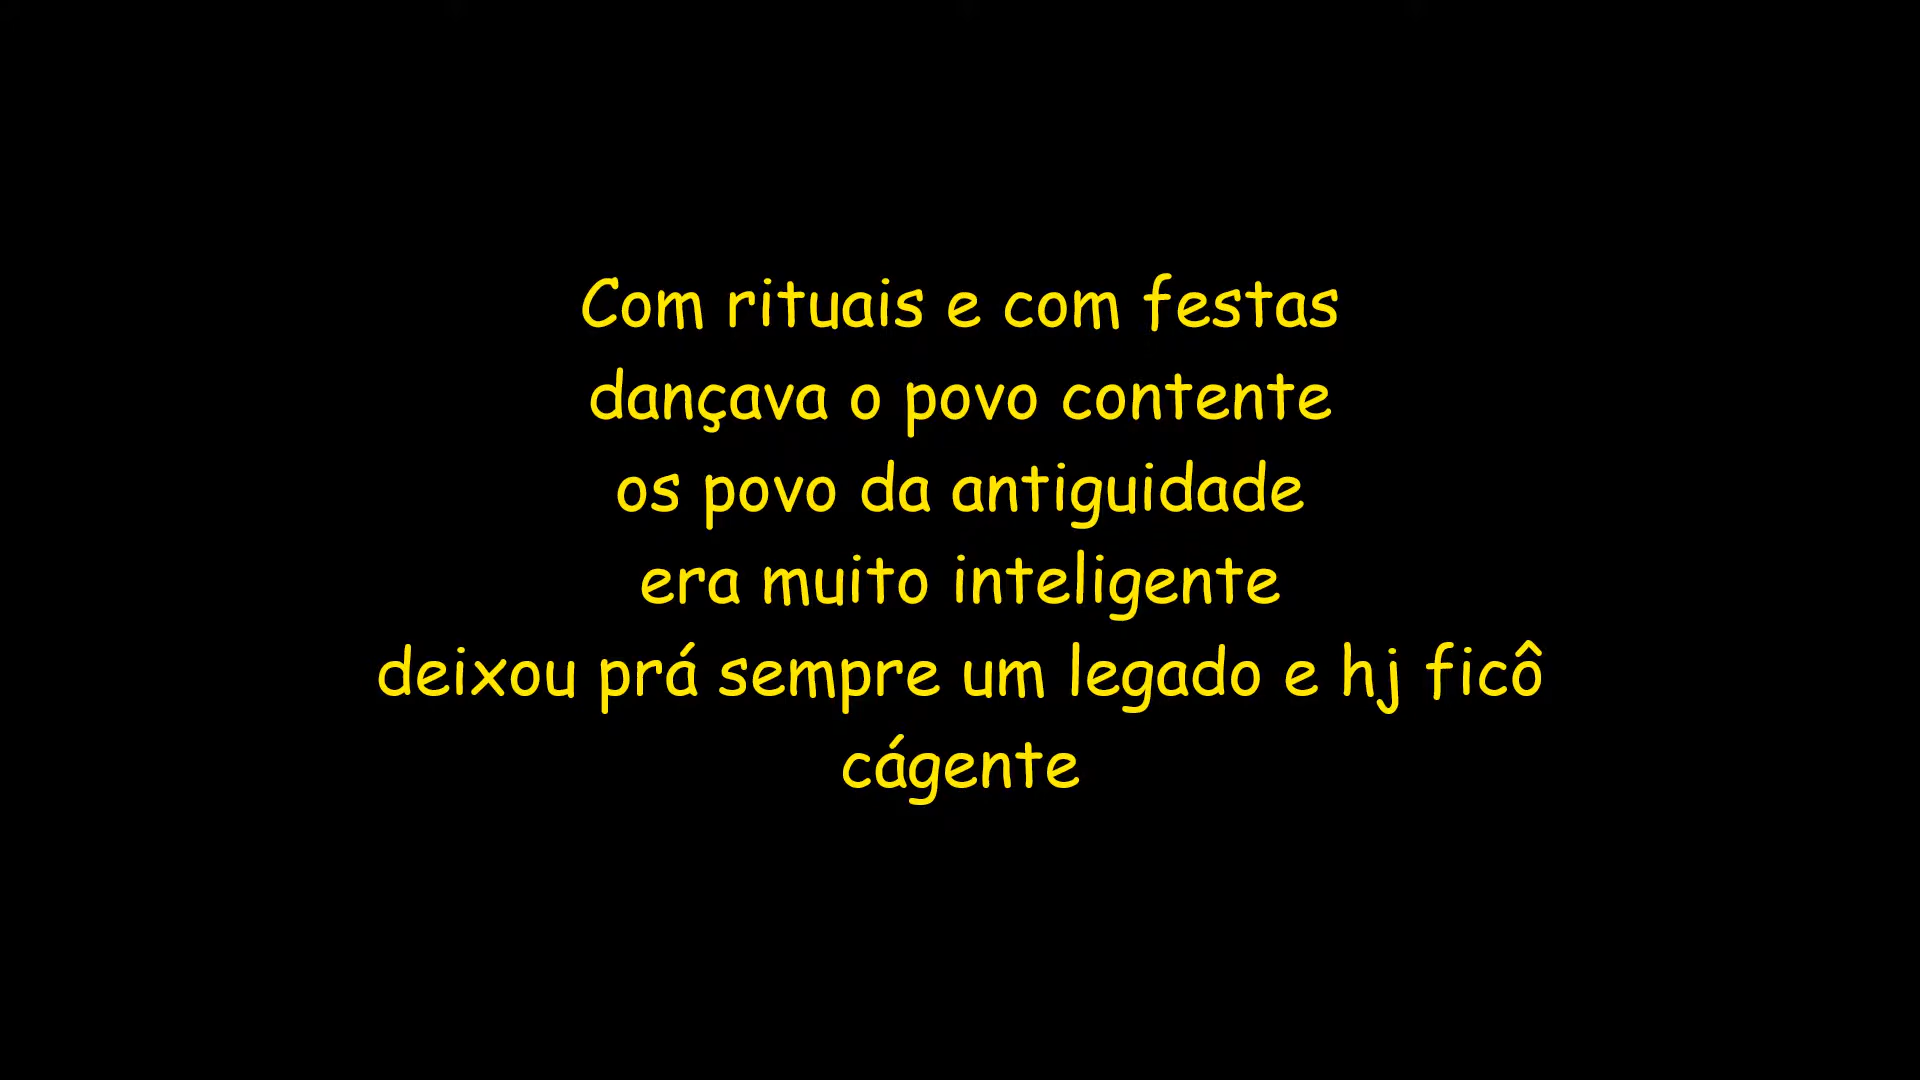 Com rituais e com festas
dançava o povo contente
os povo da antiguidade
era muito inteligente
deixou prá sempre um legado e hj ficô
cágente